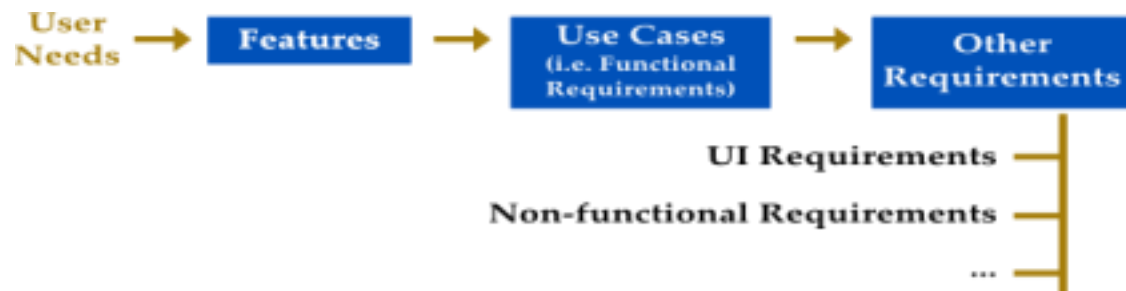 User
Needs
Features
Use Cases
(i.e. Functional
Requirements)
Other
Requirements
UI Requirements
Non-functional Requirements
...